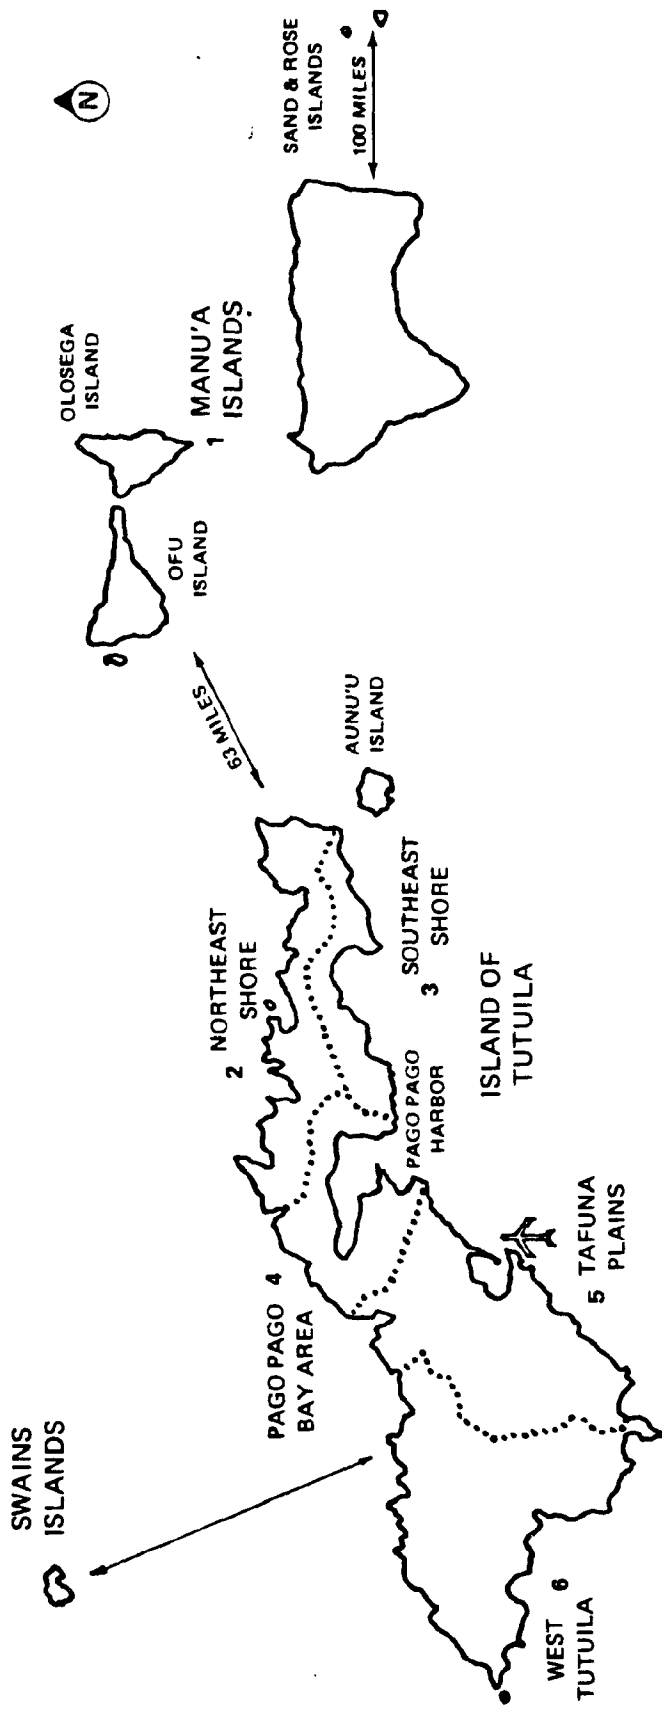 SWAINS
ISLANDS
N
OLOSEGA
ISLAND
OFU
ISLAND
1
MANU'A
ISLANDS
SAND & ROSE
ISLANDS
100 MILES
63 MILES
AUNU'U
ISLAND
2
NORTHEAST
SHORE
3
SOUTHEAST
SHORE
PAGO PAGO
HARBOR
ISLAND OF
TUTUILA
PAGO PAGO 4
BAY AREA
5 TAFUNA
PLAINS
WEST 6
TUTUILA